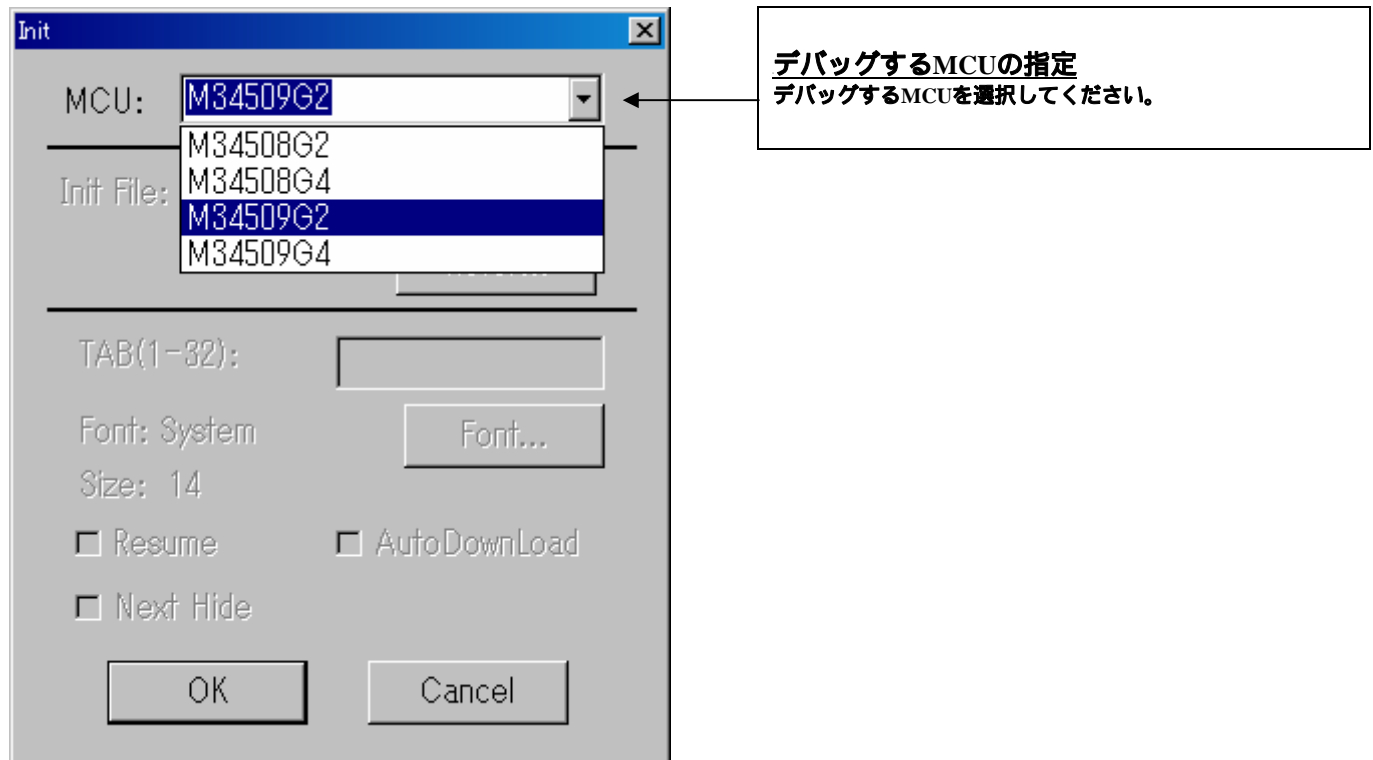 Init
デバッグするMCUの指定
デバッグするMCUを選択してください。
MCU: M34509G2
M34508G2
M34508G4
M34509G2
M34509G4
Init File:
TAB(1-32):
Font: System
Font...
Size: 14
Resume
AutoDownLoad
Next Hide
OK
Cancel